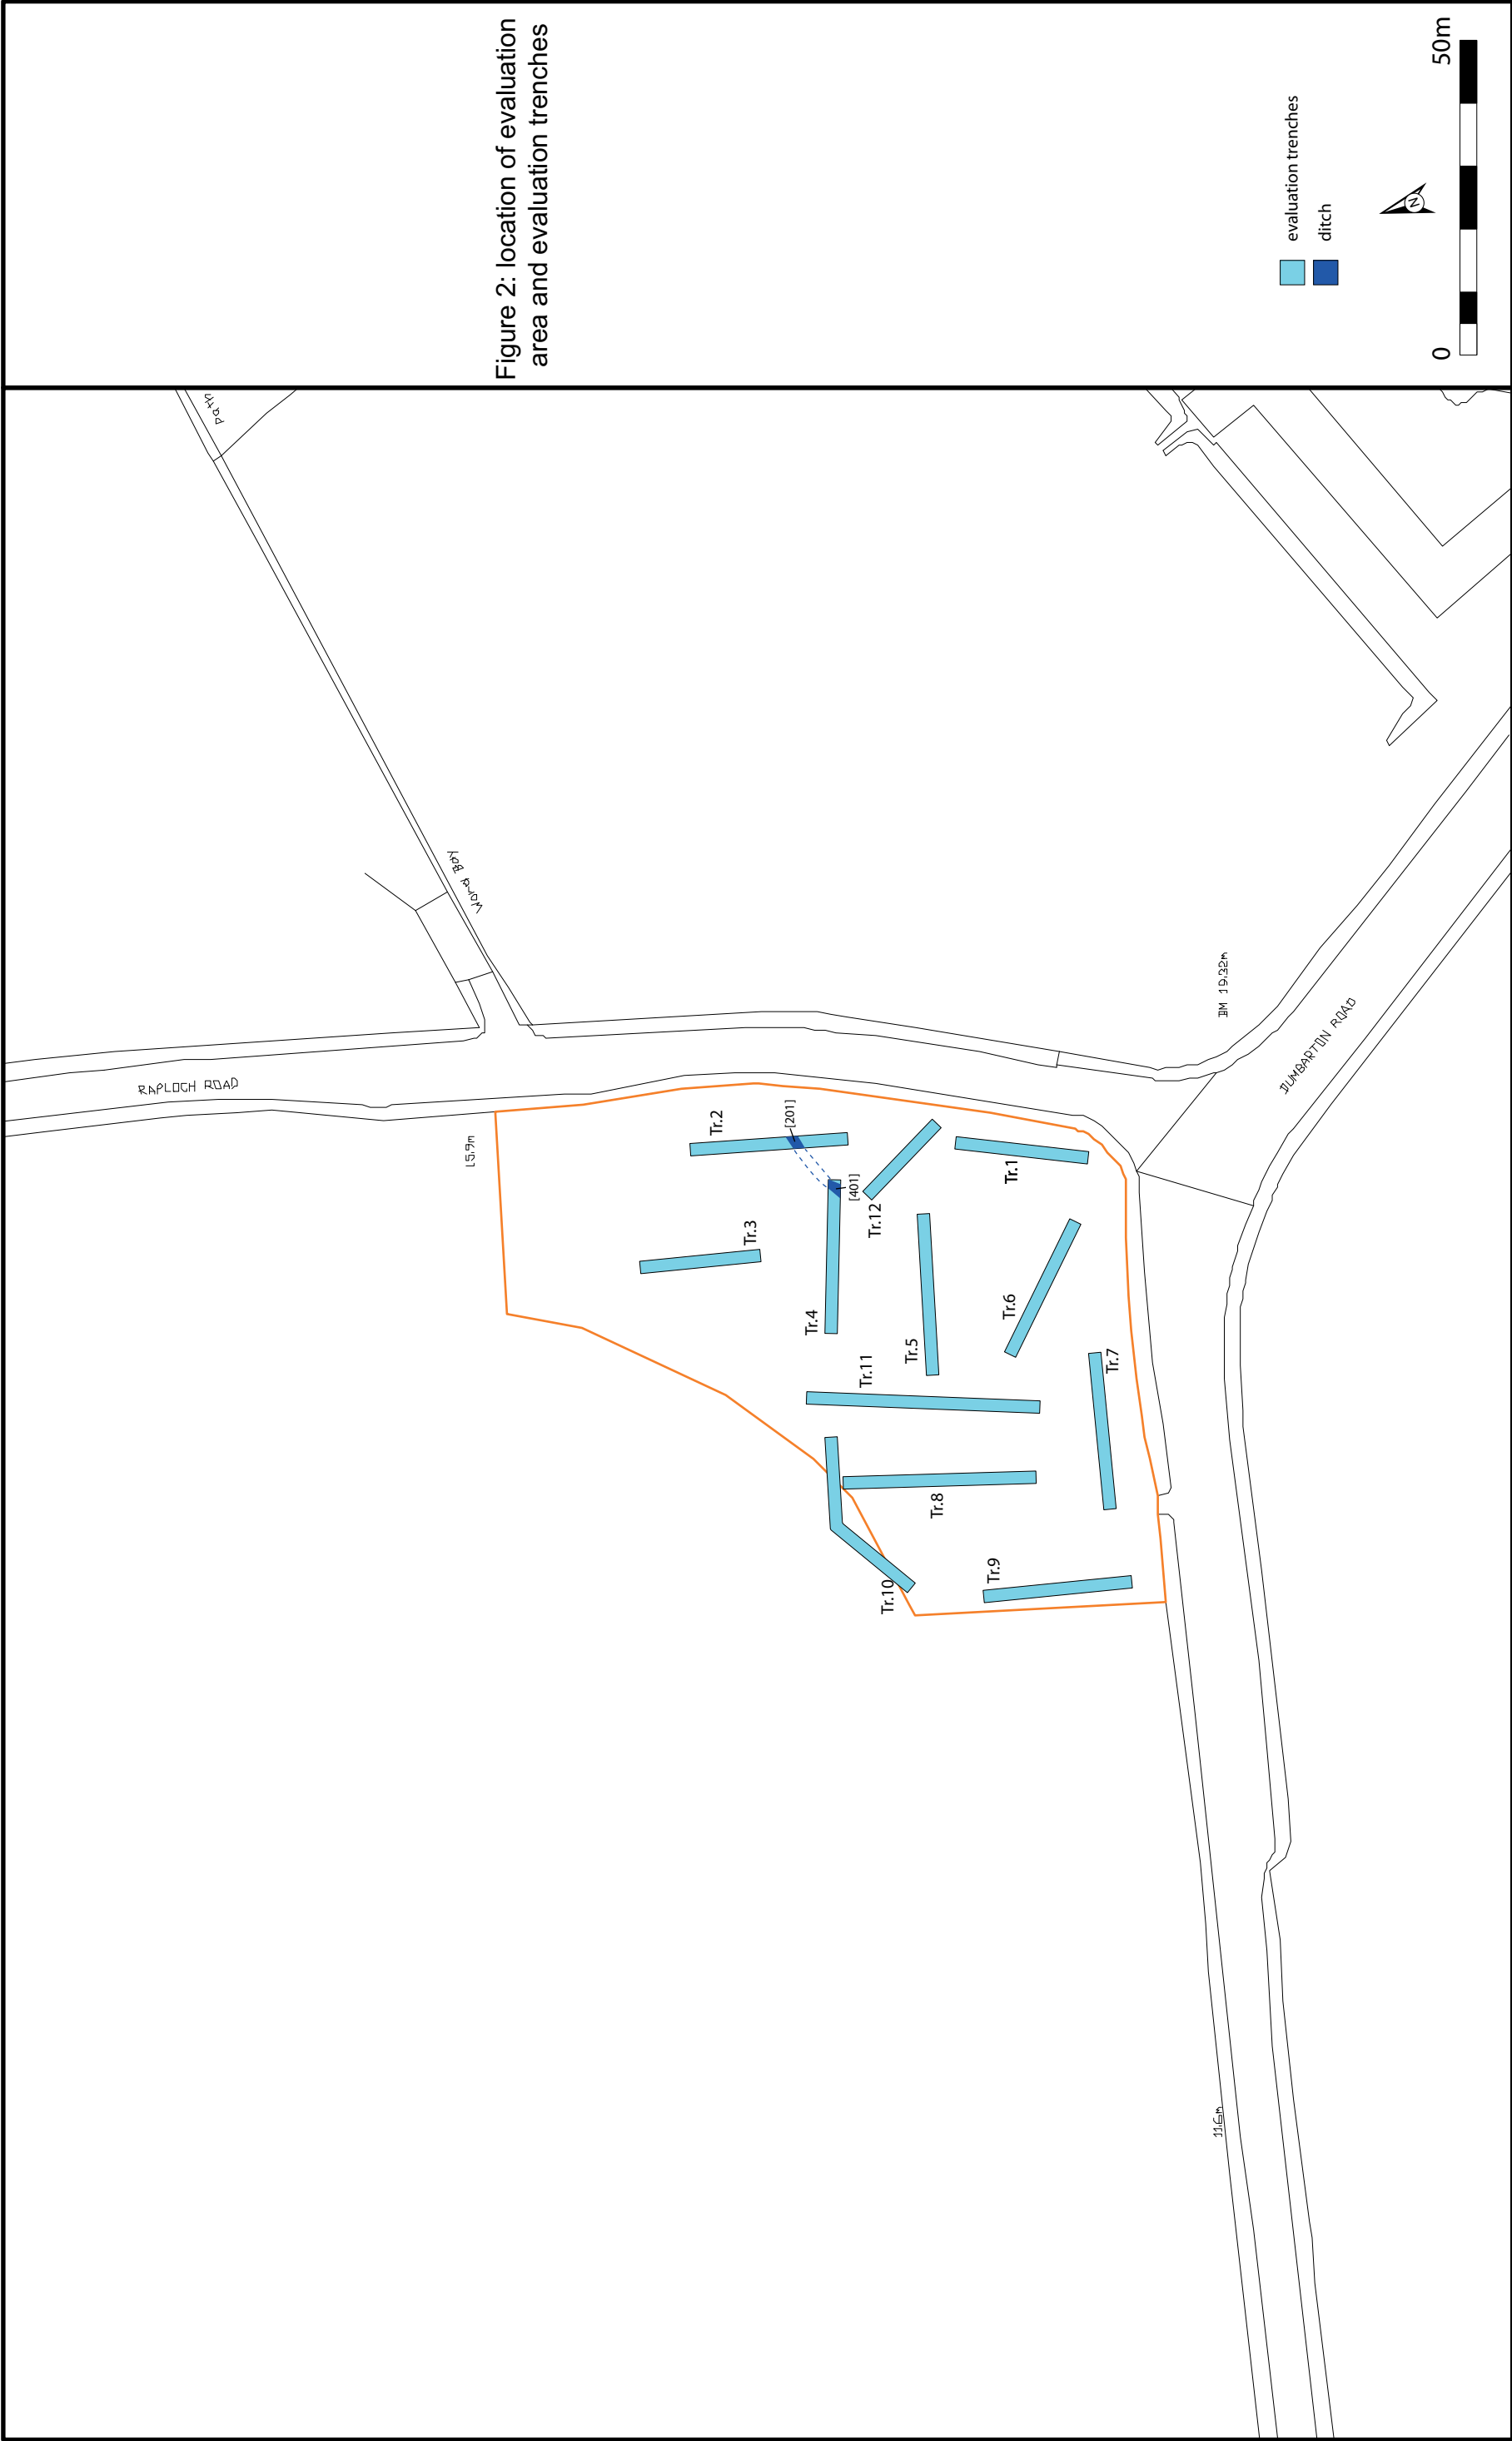 Figure 2: location of evaluation
area and evaluation trenches
evaluation trenches
ditch
N
0
50m
Path
Ward Bdy
RAPLOCH ROAD
15.9m
Tr.2
[201]
[401]
Tr.12
Tr.1
Tr.3
Tr.4
Tr.5
Tr.6
Tr.11
Tr.7
Tr.8
Tr.10
Tr.9
BM 19.32m
DUMBARTON ROAD
11.6m